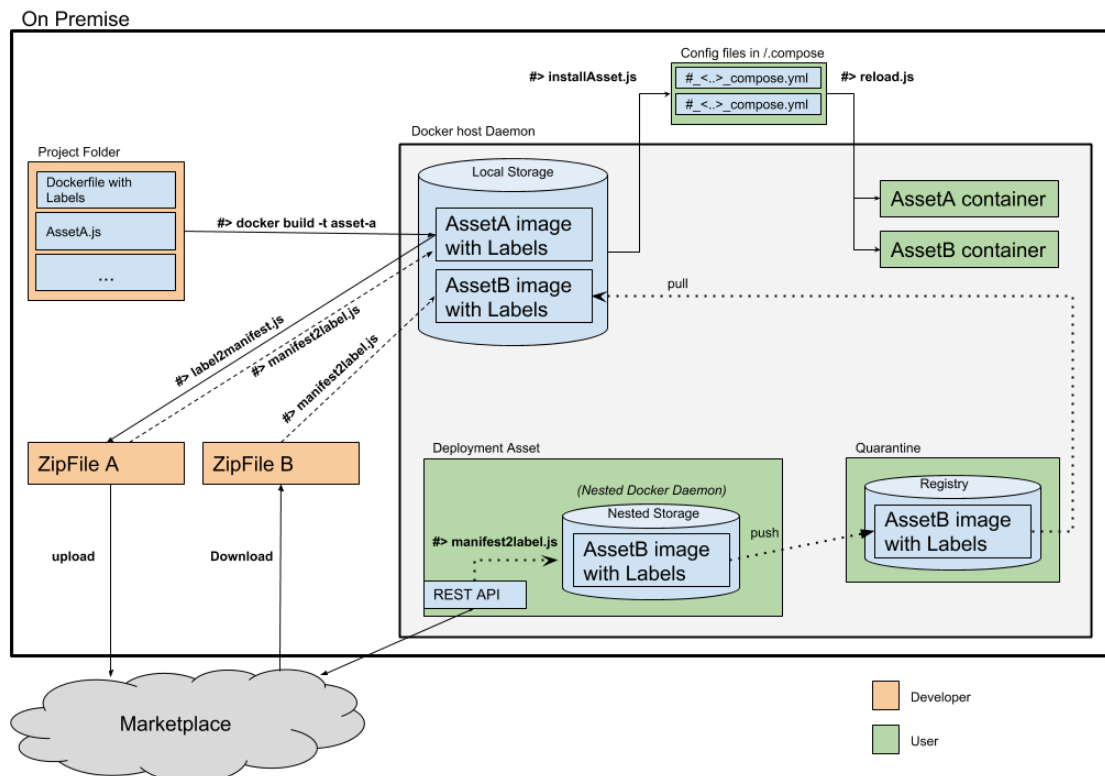 On Premise
Config files in /.compose
#_<..>_compose.yml
#_<..>_compose.yml
#> installAsset.js
#> reload.js
Docker host Daemon
Project Folder
Dockerfile with
Labels
AssetA.js
...
#> docker build -t asset-a
Local Storage
AssetA image
with Labels
AssetB image
with Labels
AssetA container
AssetB container
pull
#> label2manifest.js
#> manifest2label.js
#> manifest2label.js
ZipFile A
ZipFile B
upload
Download
Deployment Asset
(Nested Docker Daemon)
Nested Storage
#> manifest2label.js
AssetB image
with Labels
REST API
push
Quarantine
Registry
AssetB image
with Labels
Marketplace
Developer
User